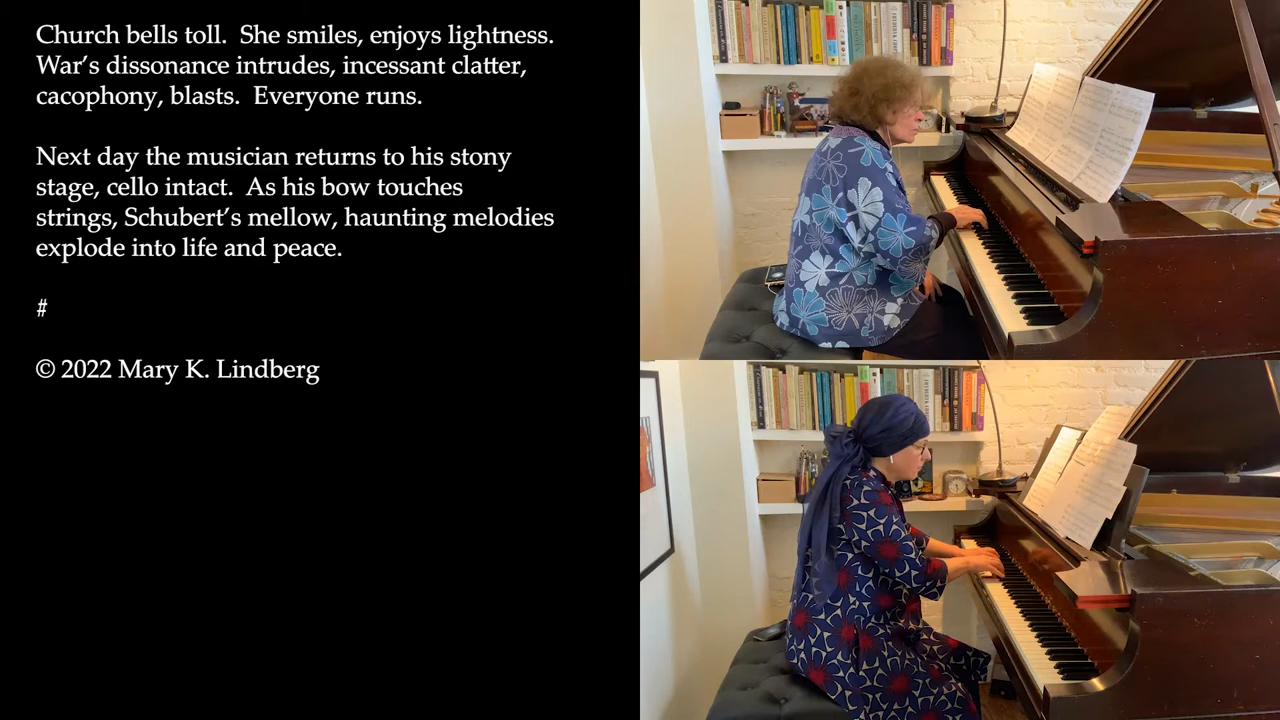 Church bells toll.  She smiles, enjoys lightness.
War’s dissonance intrudes, incessant clatter,
cacophony, blasts.  Everyone runs.
Next day the musician returns to his stony
stage, cello intact.  As his bow touches
strings, Schubert’s mellow, haunting melodies
explode into life and peace.
#
© 2022 Mary K. Lindberg